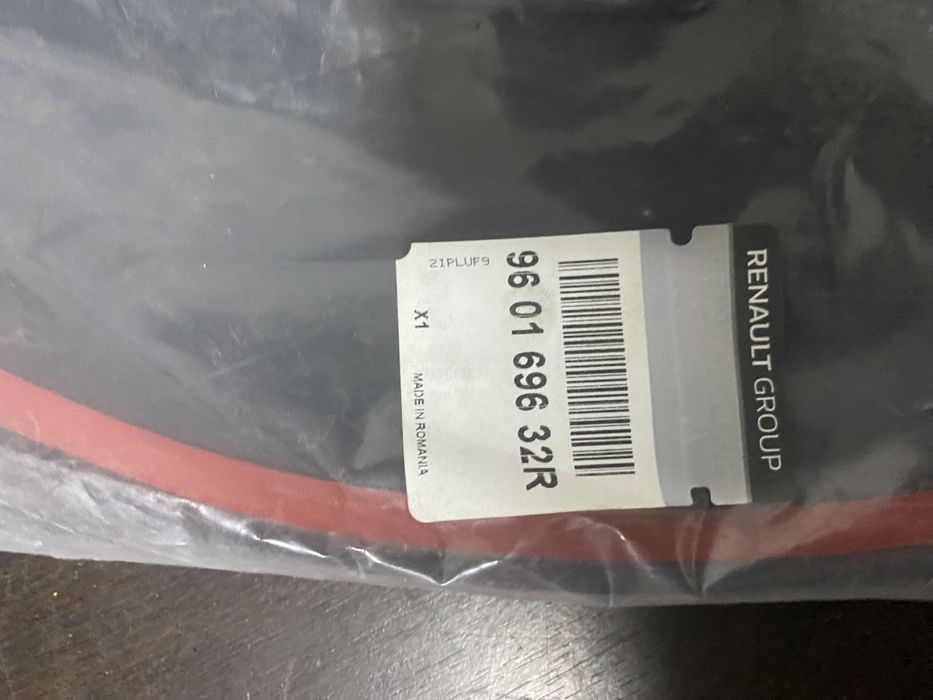 RENAULT GROUP
96 01 696 32R
21PLUF9
X1
MADE IN ROMANIA